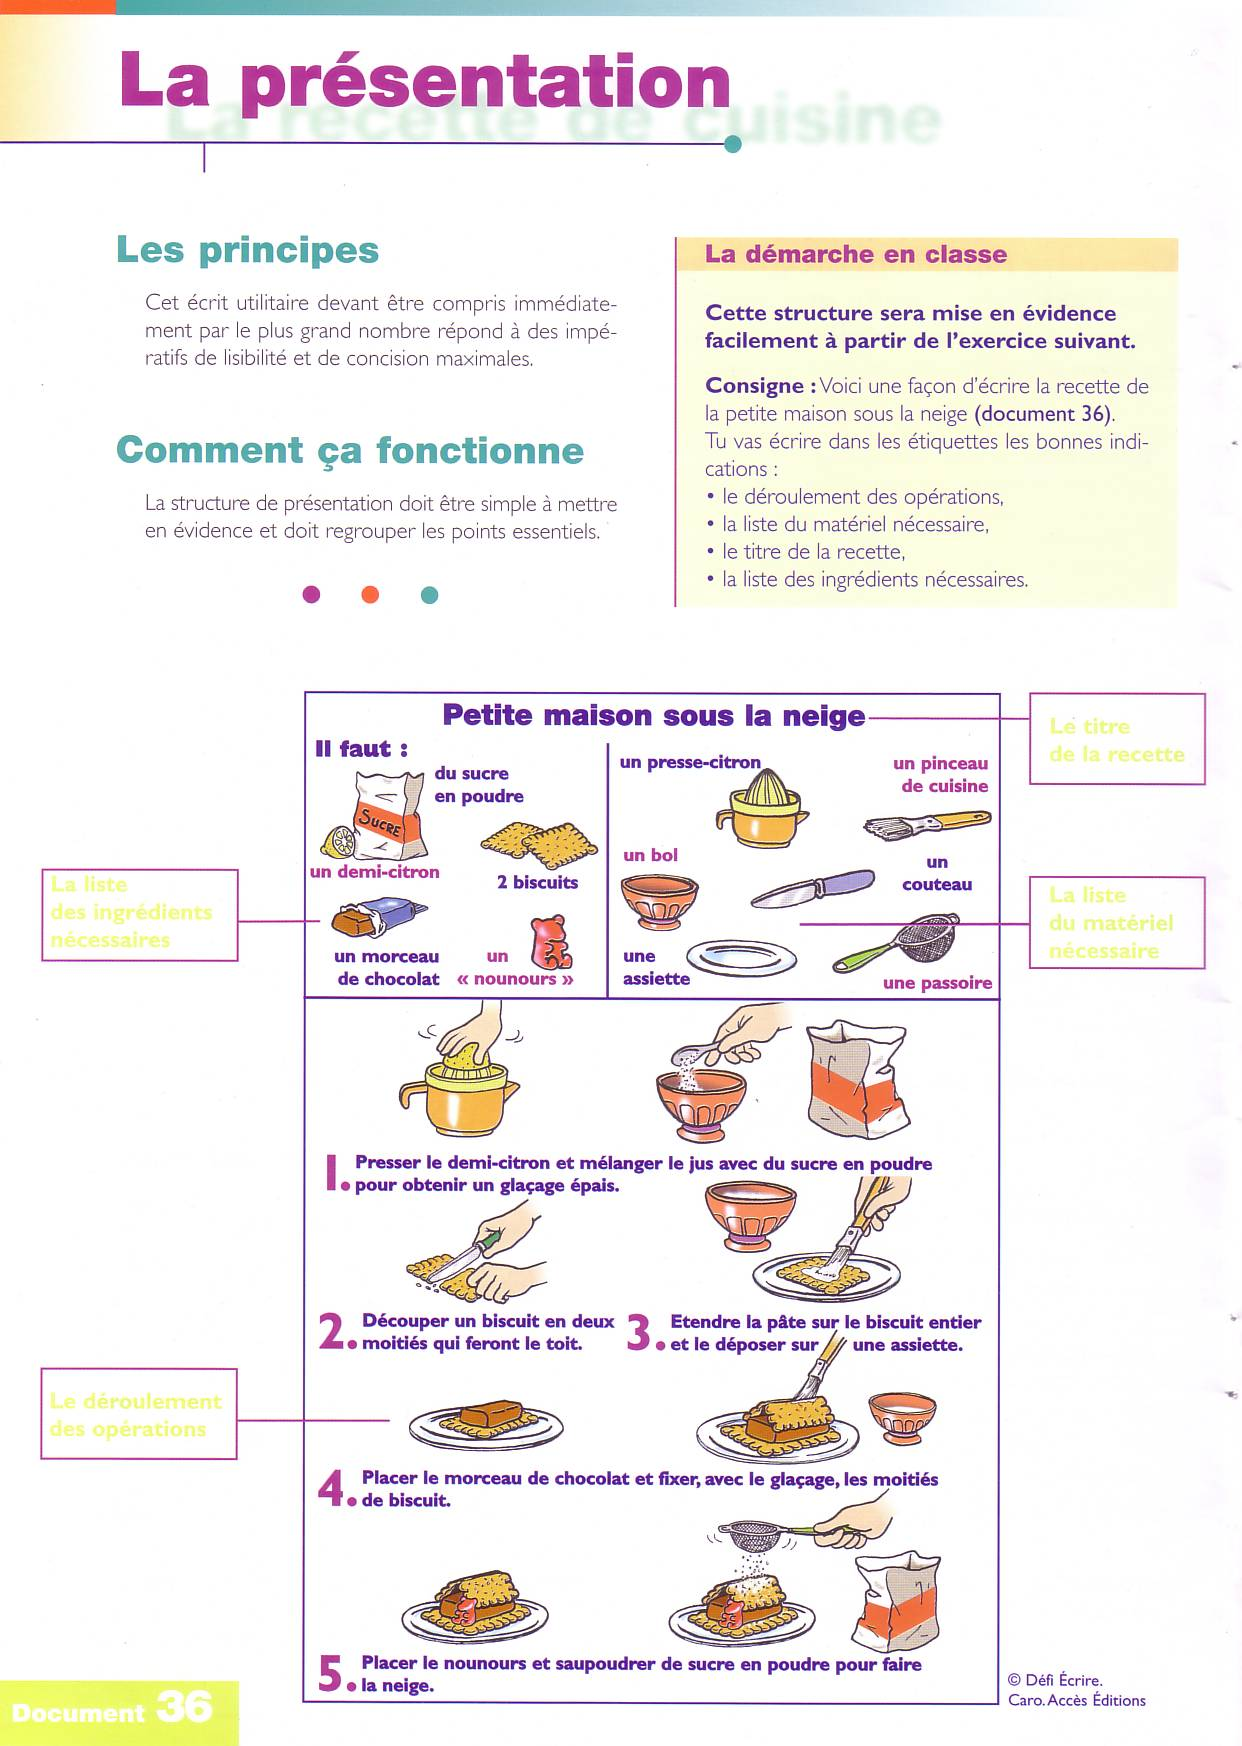 La présentation
La recette de cuisine
Les principes
Cet écrit utilitaire devant être compris immédiate-
ment par le plus grand nombre répond à des impé-
ratifs de lisibilité et de concision maximales.
Comment ça fonctionne
La structure de présentation doit être simple à mettre
en évidence et doit regrouper les points essentiels.
La démarche en classe
Cette structure sera mise en évidence
facilement à partir de l'exercice suivant.
Consigne : Voici une façon d'écrire la recette de
la petite maison sous la neige (document 36).
Tu vas écrire dans les étiquettes les bonnes indi-
cations :
• le déroulement des opérations,
• la liste du matériel nécessaire,
• le titre de la recette,
• la liste des ingrédients nécessaires.
Petite maison sous la neige
Le titre
de la recette
Il faut :
du sucre
en poudre
SUCRE
un demi-citron
2 biscuits
un morceau
de chocolat
un
« nounours »
un presse-citron
un pinceau
de cuisine
un bol
un
couteau
une
assiette
une passoire
La liste
des ingrédients
nécessaires
La liste
du matériel
nécessaire
1. Presser le demi-citron et mélanger le jus avec du sucre en poudre
pour obtenir un glaçage épais.
2. Découper un biscuit en deux
moitiés qui feront le toit.
3. Etendre la pâte sur le biscuit entier
et le déposer sur une assiette.
Le déroulement
des opérations
4. Placer le morceau de chocolat et fixer, avec le glaçage, les moitiés
de biscuit.
5. Placer le nounours et saupoudrer de sucre en poudre pour faire
la neige.
© Défi Écrire.
Caro. Accès Éditions
Document 36